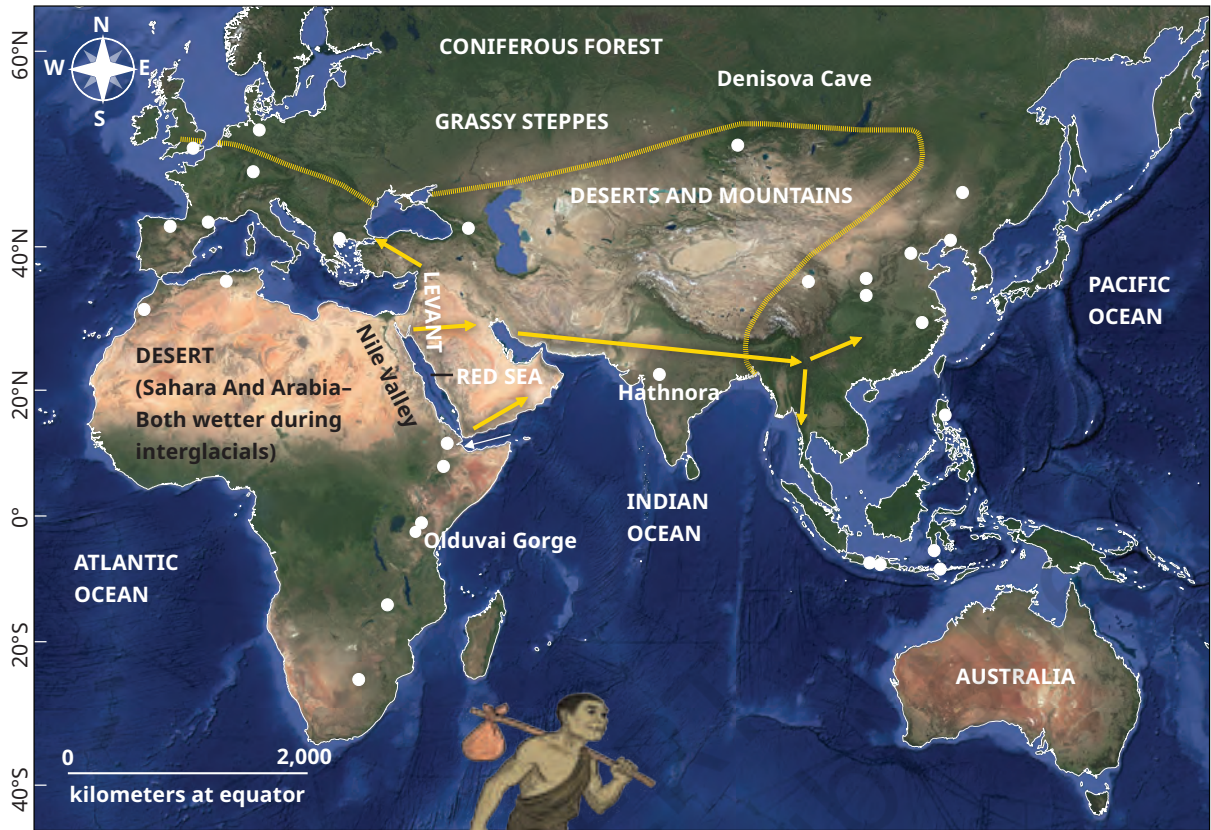 N
W
E
S
60°N
40°N
20°N
0°
20°S
40°S
CONIFEROUS FOREST
Denisova Cave
GRASSY STEPPES
DESERTS AND MOUNTAINS
LEVANT
PACIFIC
OCEAN
Nile Valley
DESERT
(Sahara And Arabia–
Both wetter during
interglacials)
RED SEA
Hathnora
INDIAN
OCEAN
Olduvai Gorge
ATLANTIC
OCEAN
AUSTRALIA
0
2,000
kilometers at equator